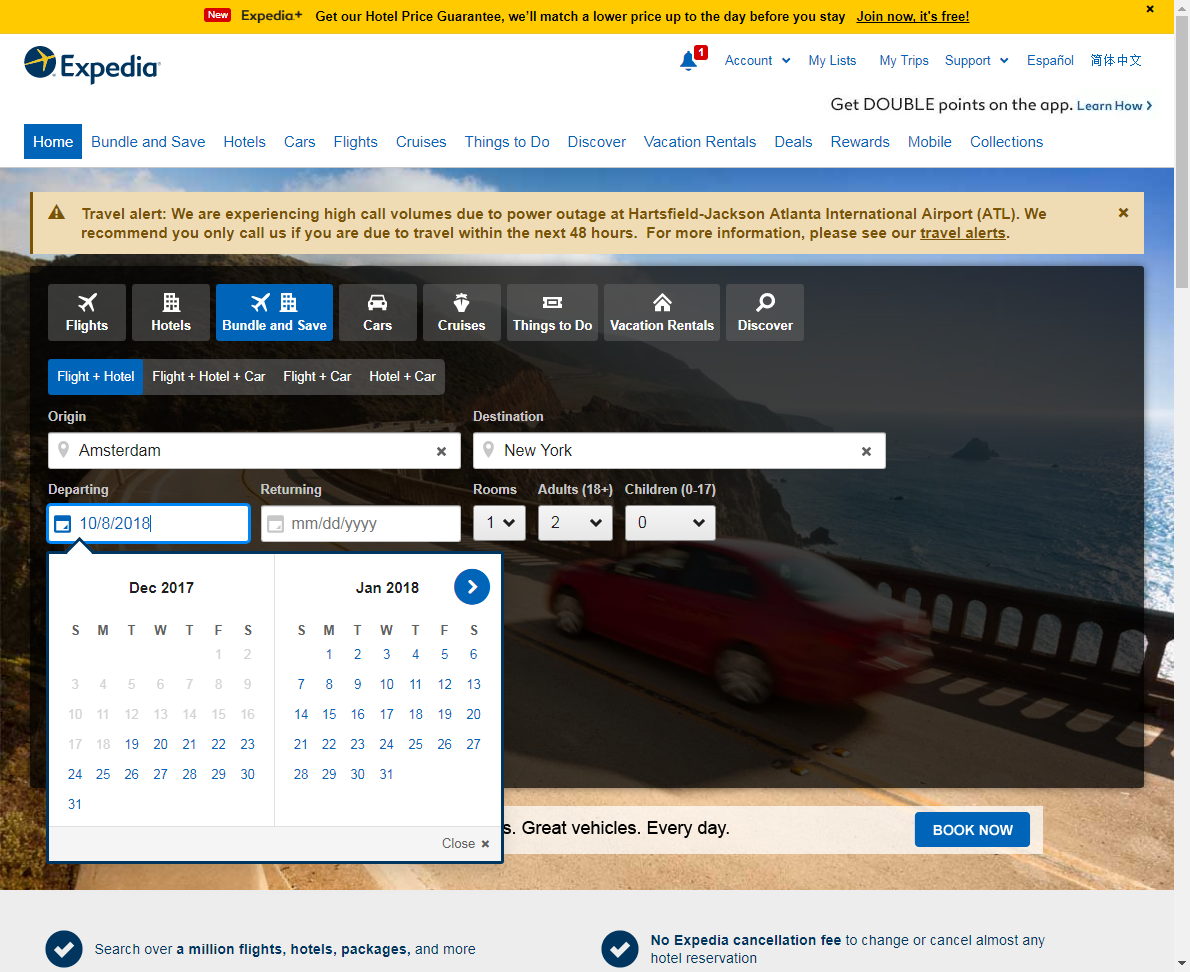 New Expedia+ Get our Hotel Price Guarantee, we'll match a lower price up to the day before you stay Join now, it's free!
Expedia
1 Account My Lists My Trips Support Español 简体中文
Get DOUBLE points on the app. Learn How
Home Bundle and Save Hotels Cars Flights Cruises Things to Do Discover Vacation Rentals Deals Rewards Mobile Collections
Travel alert: We are experiencing high call volumes due to power outage at Hartsfield-Jackson Atlanta International Airport (ATL). We
recommend you only call us if you are due to travel within the next 48 hours. For more information, please see our travel alerts.
Flights Hotels Bundle and Save Cars Cruises Things to Do Vacation Rentals Discover
Flight + Hotel Flight + Hotel + Car Flight + Car Hotel + Car
Origin Destination
Amsterdam New York
Departing Returning Rooms Adults (18+) Children (0-17)
10/8/2018 mm/dd/yyyy 1 2 0
Dec 2017 Jan 2018
S M T W T F S S M T W T F S
1 2 1 2 3 4 5 6
3 4 5 6 7 8 9 7 8 9 10 11 12 13
10 11 12 13 14 15 16 14 15 16 17 18 19 20
17 18 19 20 21 22 23 21 22 23 24 25 26 27
24 25 26 27 28 29 30 28 29 30 31
31
s. Great vehicles. Every day. BOOK NOW
Close
Search over a million flights, hotels, packages, and more
No Expedia cancellation fee to change or cancel almost any
hotel reservation